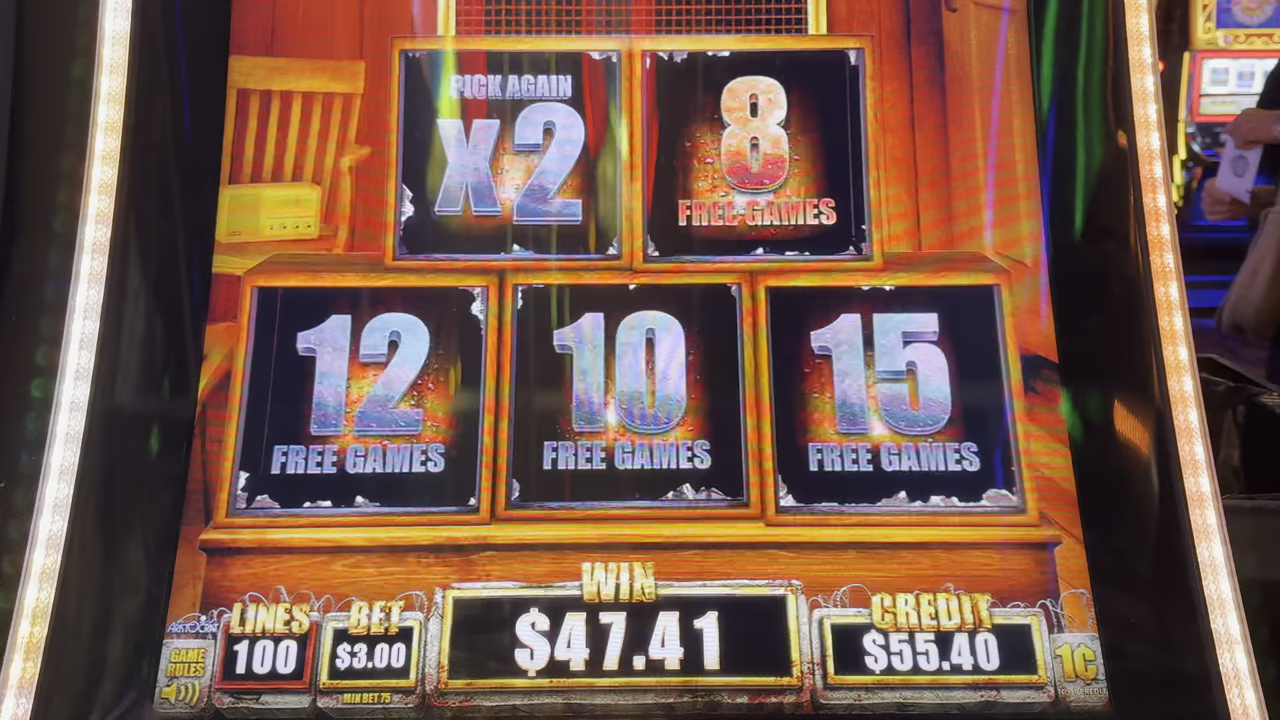 PICK AGAIN
X2
8
FREE GAMES
12
FREE GAMES
10
FREE GAMES
15
FREE GAMES
WIN
$47.41
LINES
100
BET
$3.00
MIN BET 75
CREDIT
$55.40
ARISTOCRAT
GAME
RULES
1¢